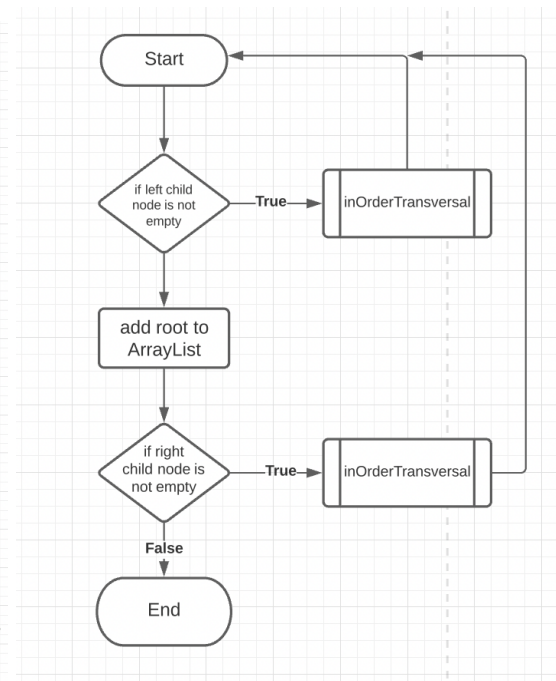 Start
if left child
node is not
empty
True
inOrderTransversal
add root to
ArrayList
if right
child node is
not empty
True
inOrderTransversal
False
End